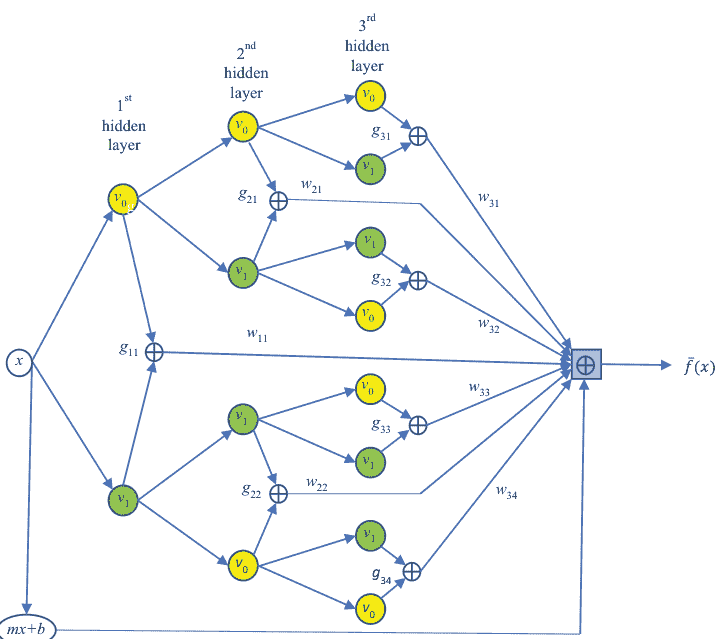 3rd
hidden
layer
2nd
hidden
layer
1st
hidden
layer
v0
v0
g31
v1
v0
g21
w21
w31
v0
v1
v1
g32
v0
w32
x
g11
w11
f̄(x)
v0
w33
v1
g33
v1
g22
w22
w34
v1
v1
v0
g34
v0
mx+b